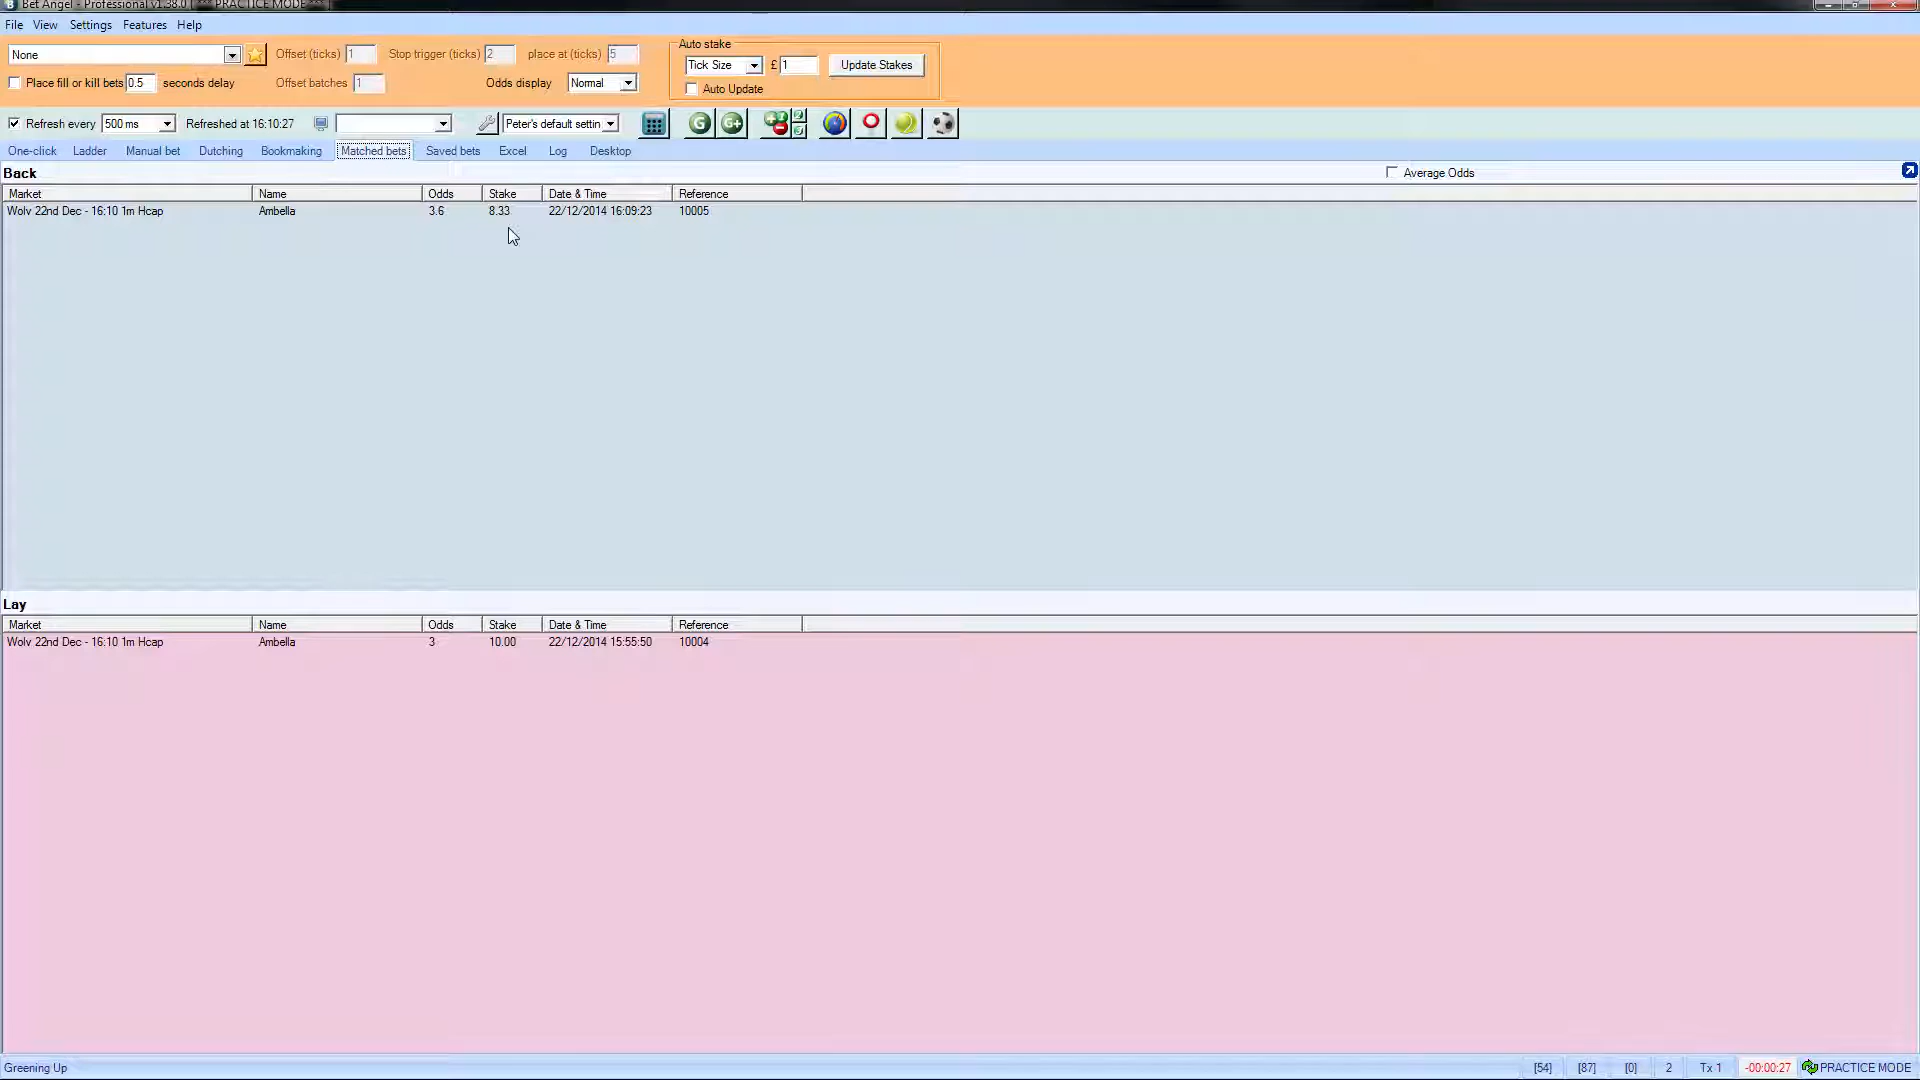 Bet Angel - Professional v1.38.0 [*** PRACTICE MODE *** ]
File View Settings Features Help
None Offset (ticks) 1 Stop trigger (ticks) 2 place at (ticks) 5 Auto stake
Tick Size £ 1 Update Stakes
Place fill or kill bets 0.5 seconds delay Offset batches 1 Odds display Normal Auto Update
Refresh every 500 ms Refreshed at 16:10:27 Peter's default settin G G+
One-click Ladder Manual bet Dutching Bookmaking Matched bets Saved bets Excel Log Desktop
Back Average Odds
Market Name Odds Stake Date & Time Reference
Wolv 22nd Dec - 16:10 1m Hcap Ambella 3.6 8.33 22/12/2014 16:09:23 10005
Lay
Market Name Odds Stake Date & Time Reference
Wolv 22nd Dec - 16:10 1m Hcap Ambella 3 10.00 22/12/2014 15:55:50 10004
Greening Up [54] [87] [0] 2 Tx 1 -00:00:27 PRACTICE MODE